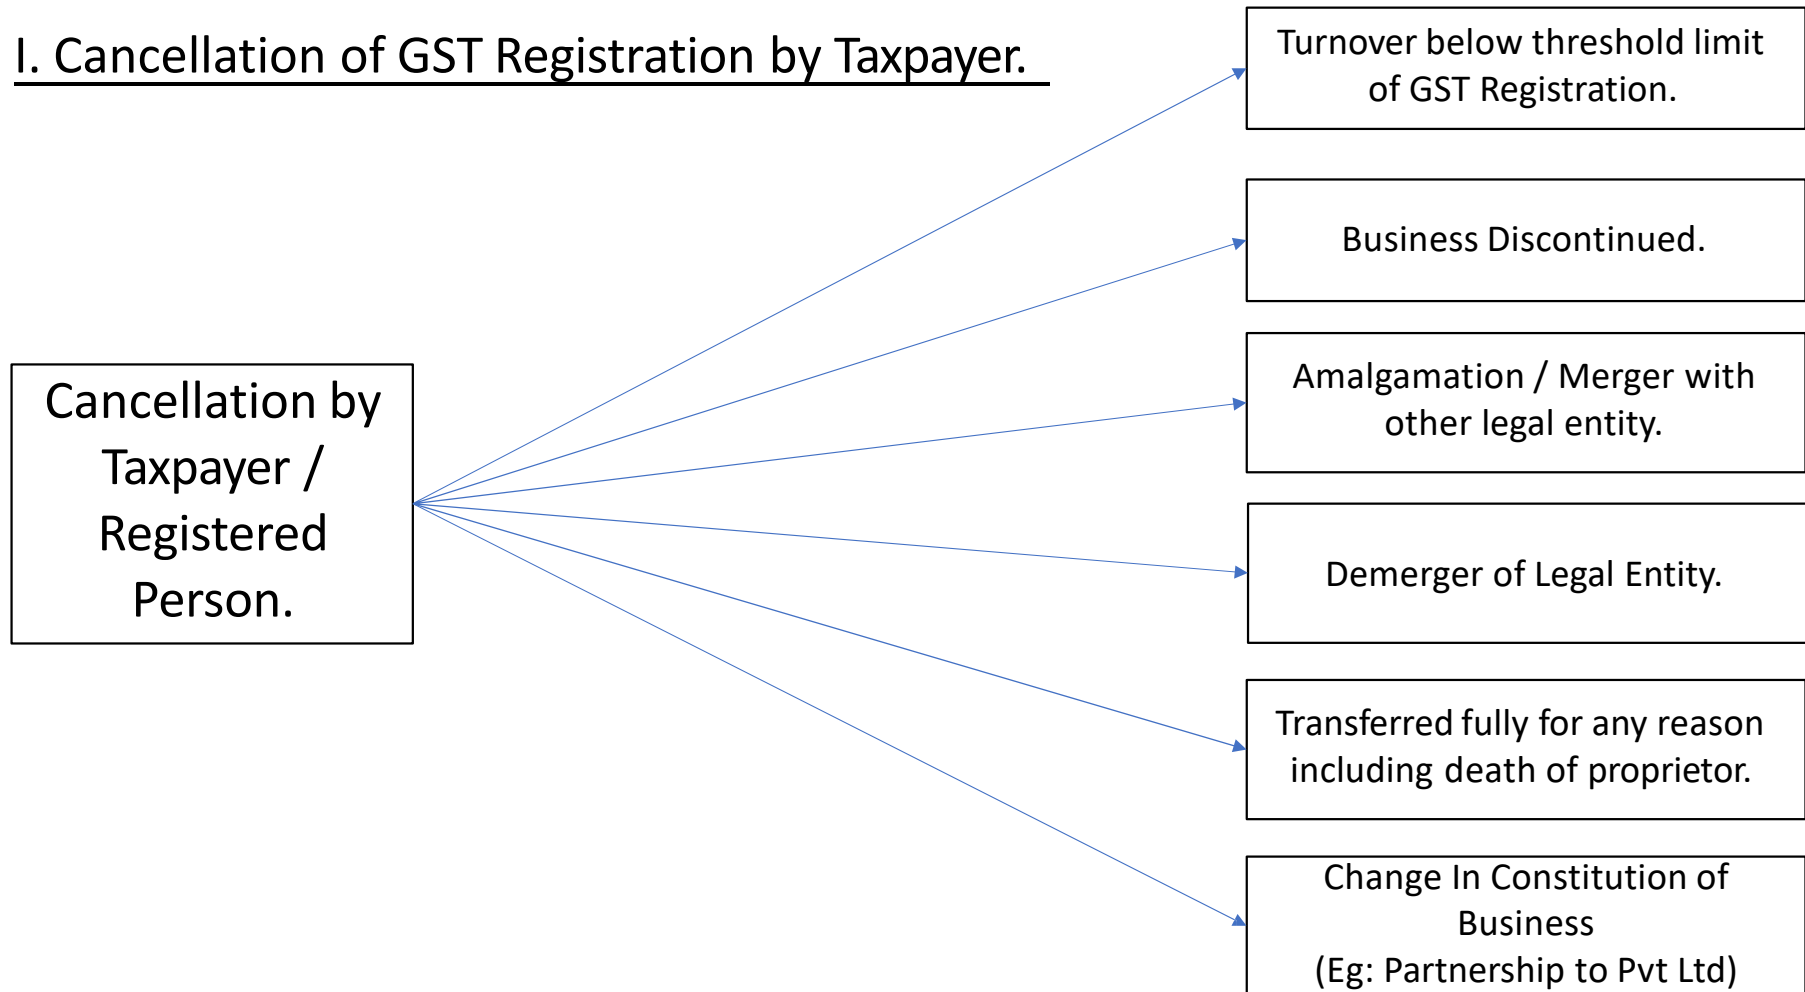 I. Cancellation of GST Registration by Taxpayer.
Turnover below threshold limit
of GST Registration.
Business Discontinued.
Amalgamation / Merger with
other legal entity.
Cancellation by
Taxpayer /
Registered
Person.
Demerger of Legal Entity.
Transferred fully for any reason
including death of proprietor.
Change In Constitution of
Business
(Eg: Partnership to Pvt Ltd)